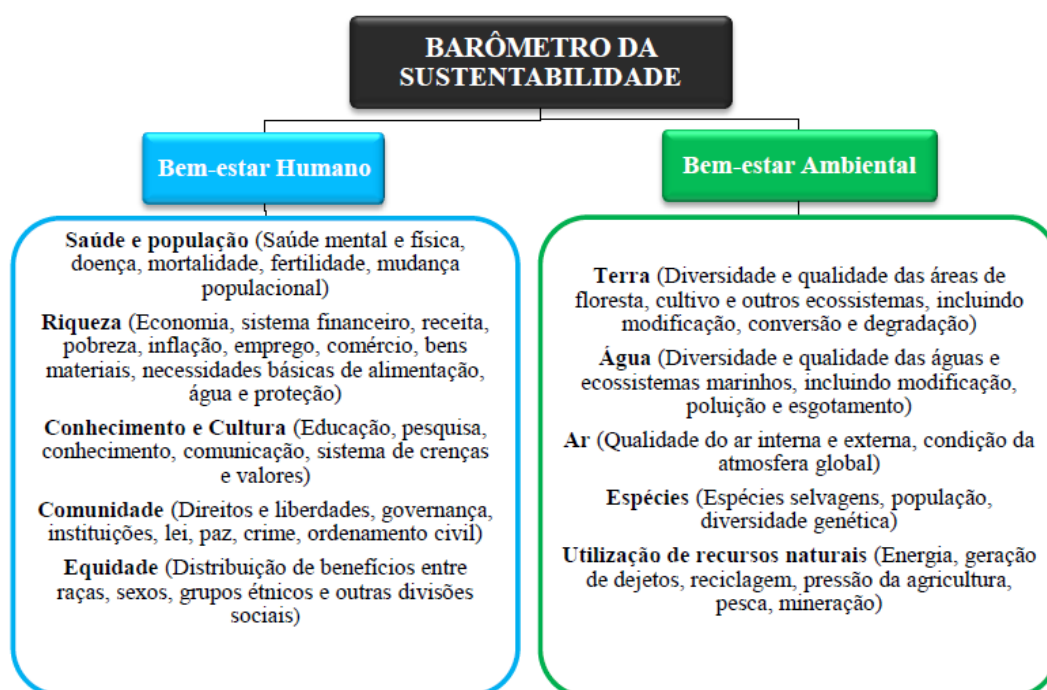 BARÔMETRO DA
SUSTENTABILIDADE
Bem-estar Humano
Saúde e população (Saúde mental e física,
doença, mortalidade, fertilidade, mudança
populacional)
Riqueza (Economia, sistema financeiro, receita,
pobreza, inflação, emprego, comércio, bens
materiais, necessidades básicas de alimentação,
água e proteção)
Conhecimento e Cultura (Educação, pesquisa,
conhecimento, comunicação, sistema de crenças
e valores)
Comunidade (Direitos e liberdades, governança,
instituições, lei, paz, crime, ordenamento civil)
Equidade (Distribuição de benefícios entre
raças, sexos, grupos étnicos e outras divisões
sociais)
Bem-estar Ambiental
Terra (Diversidade e qualidade das áreas de
floresta, cultivo e outros ecossistemas, incluindo
modificação, conversão e degradação)
Água (Diversidade e qualidade das águas e
ecossistemas marinhos, incluindo modificação,
poluição e esgotamento)
Ar (Qualidade do ar interna e externa, condição da
atmosfera global)
Espécies (Espécies selvagens, população,
diversidade genética)
Utilização de recursos naturais (Energia, geração
de dejetos, reciclagem, pressão da agricultura,
pesca, mineração)